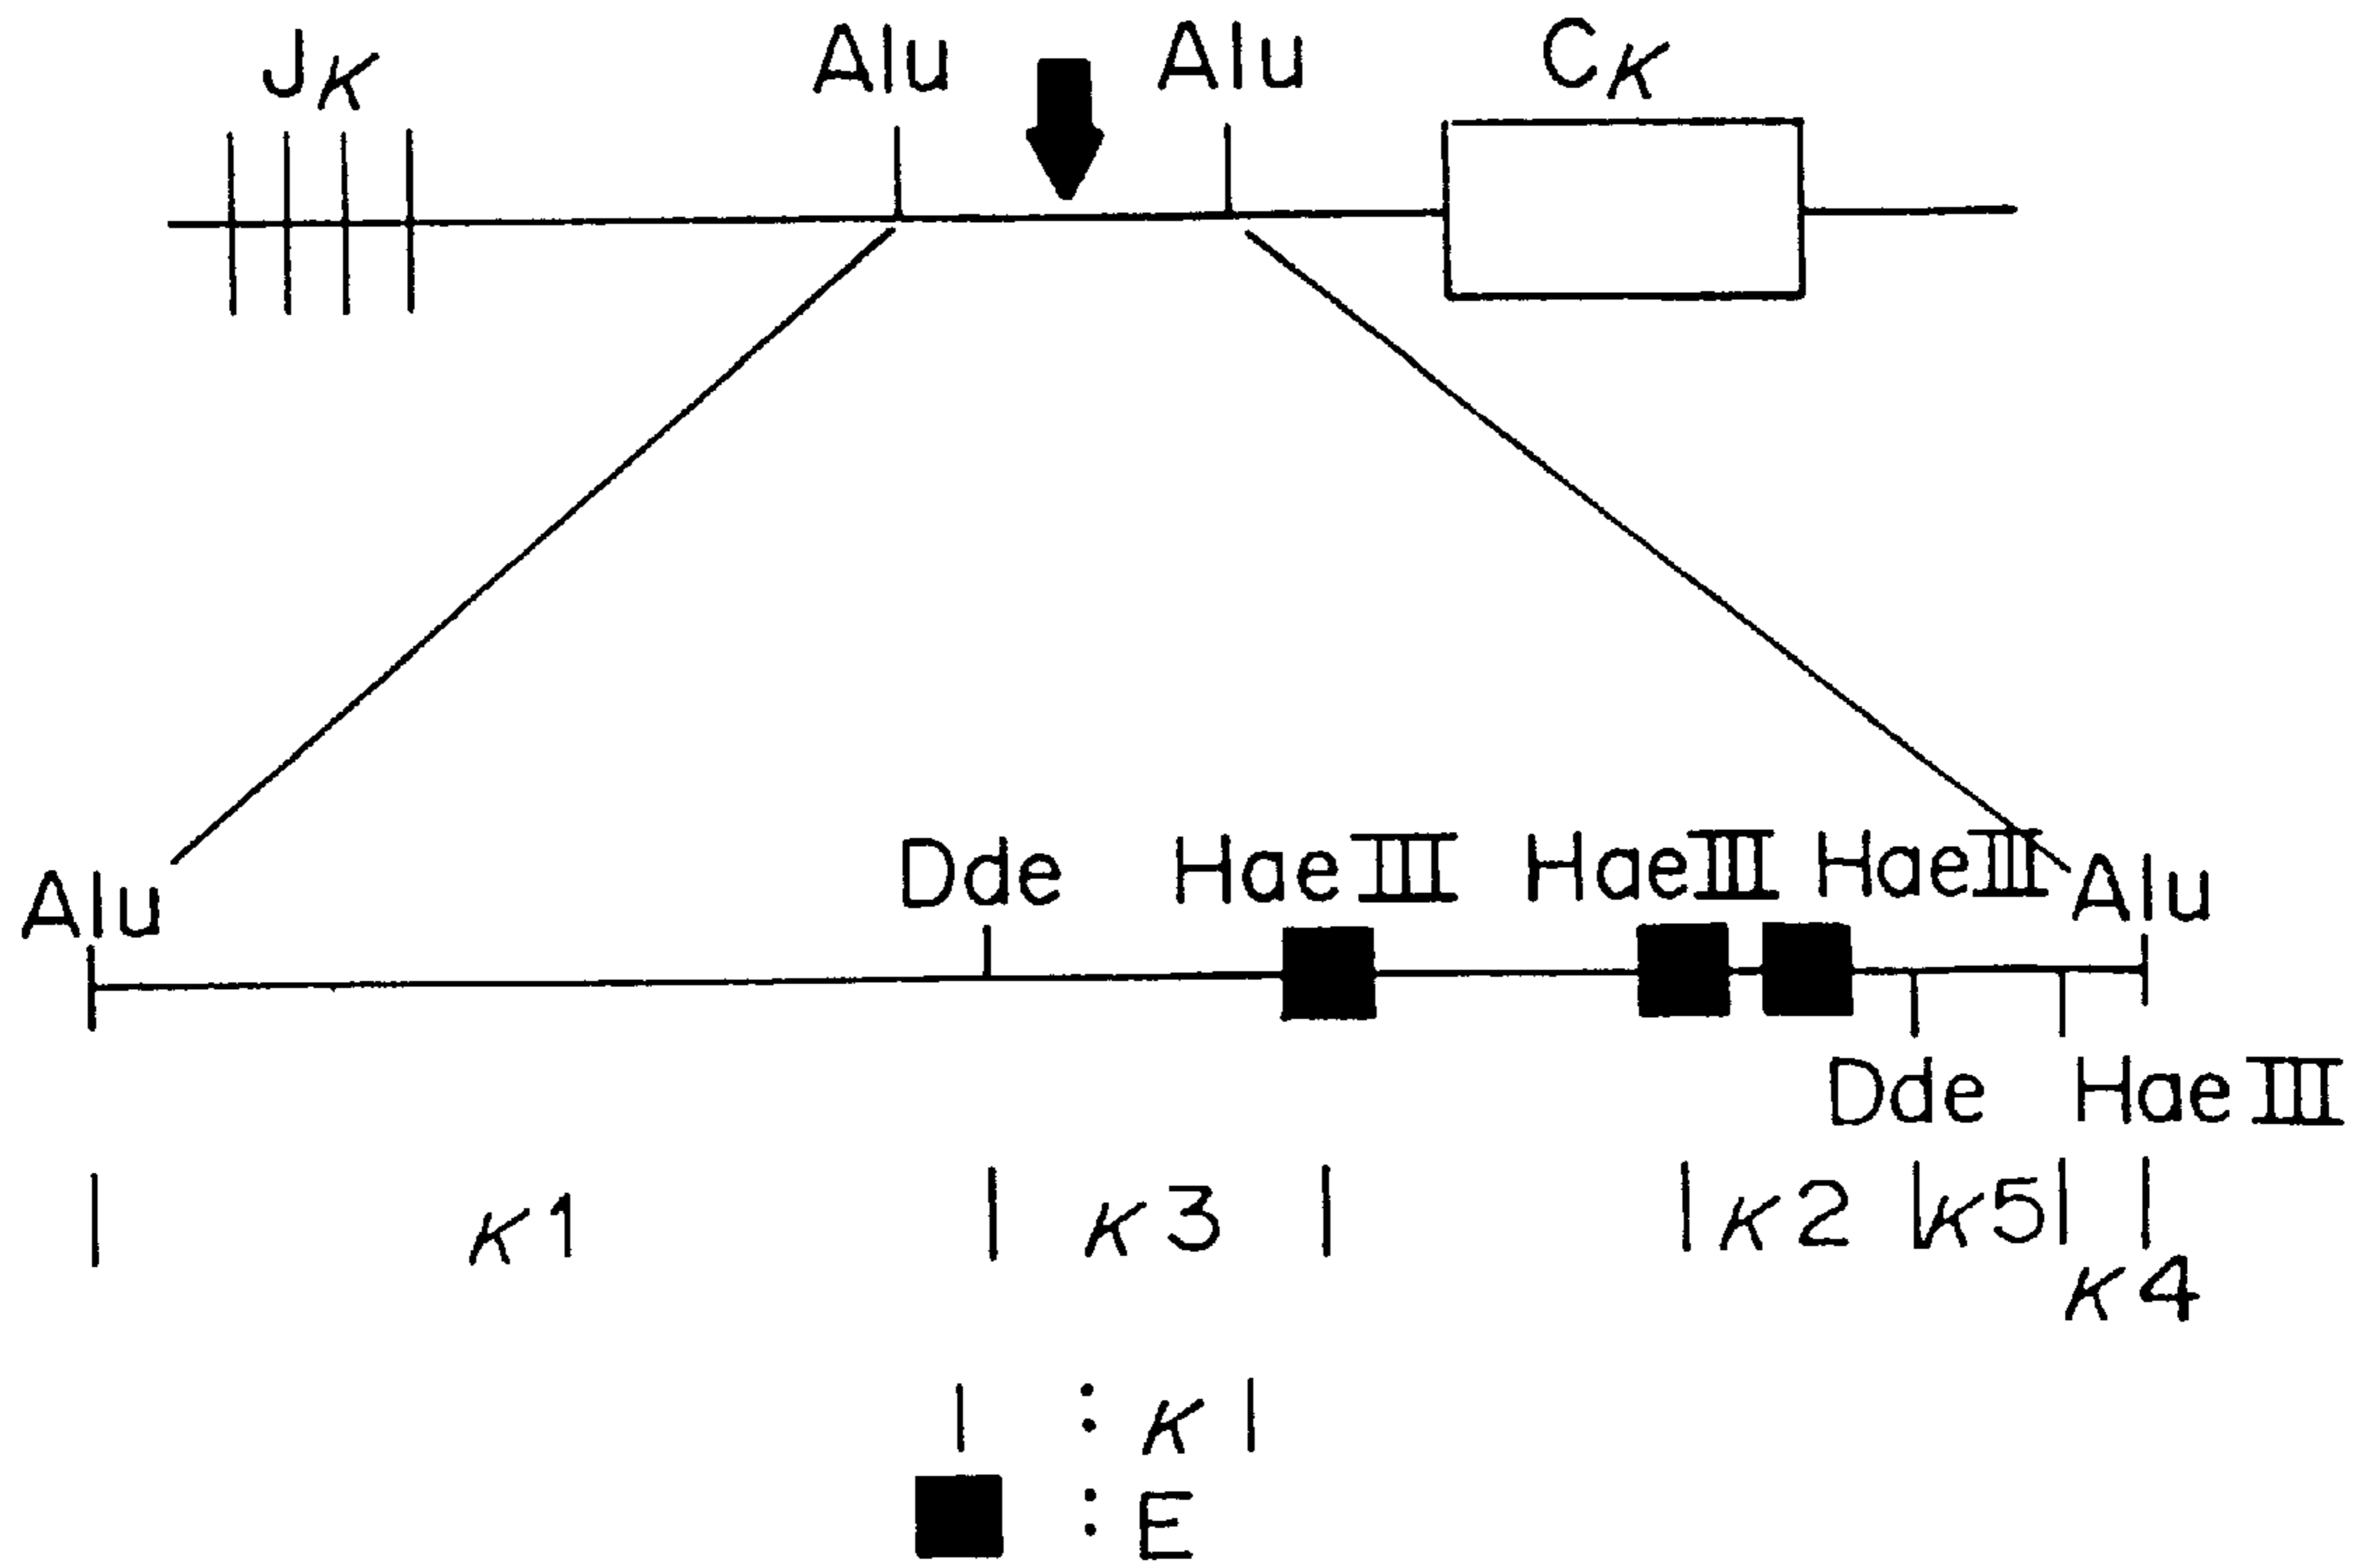 Jκ Alu Alu Cκ
Alu Dde HaeIII HaeIII HaeIII Alu
Dde HaeIII
κ1 κ3 κ2 κ5
κ4
| : κ |
: E